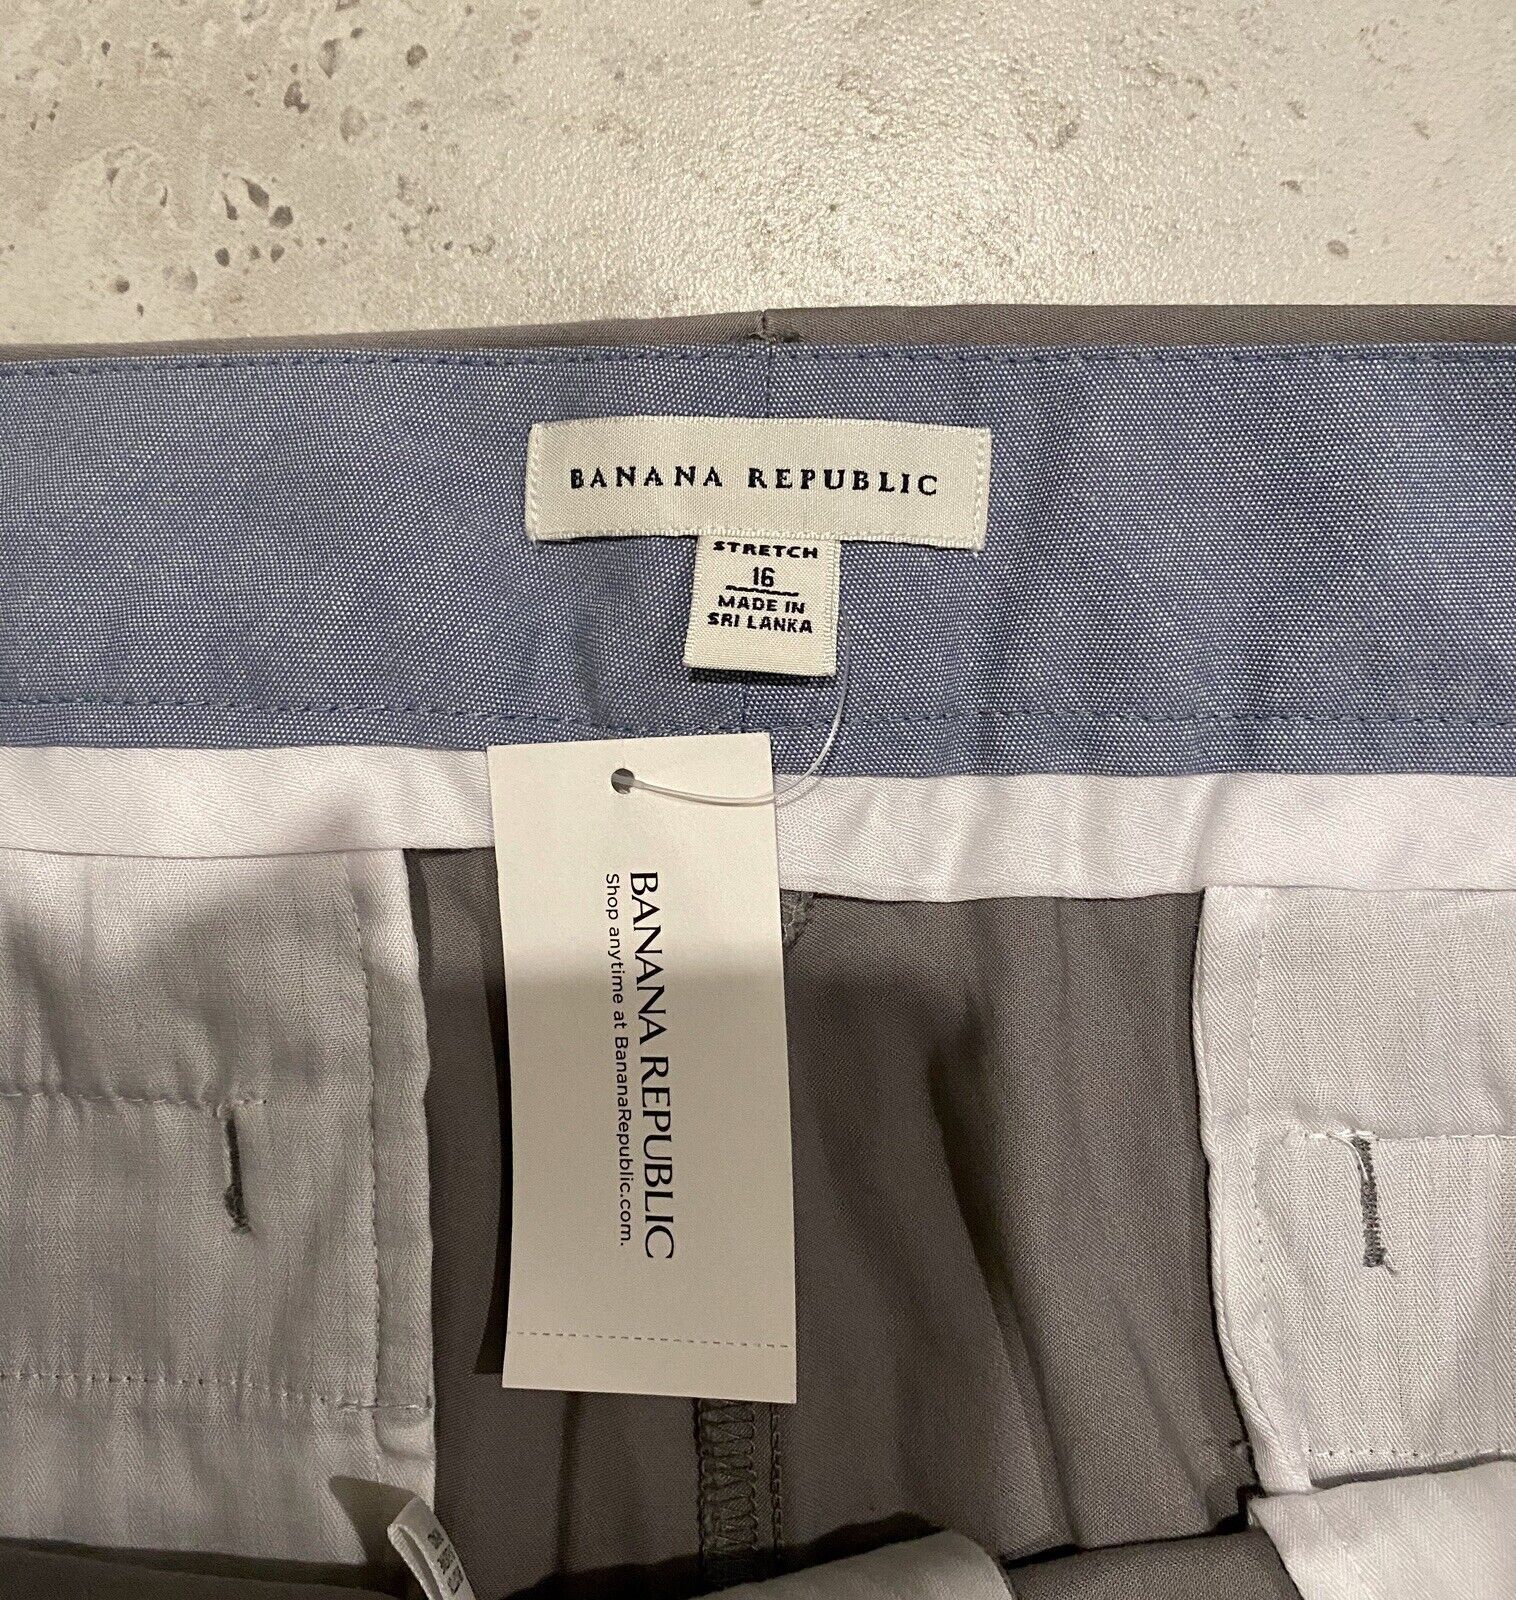 BANANA REPUBLIC
STRETCH
16
MADE IN
SRI LANKA
BANANA REPUBLIC
Shop anytime at BananaRepublic.com.